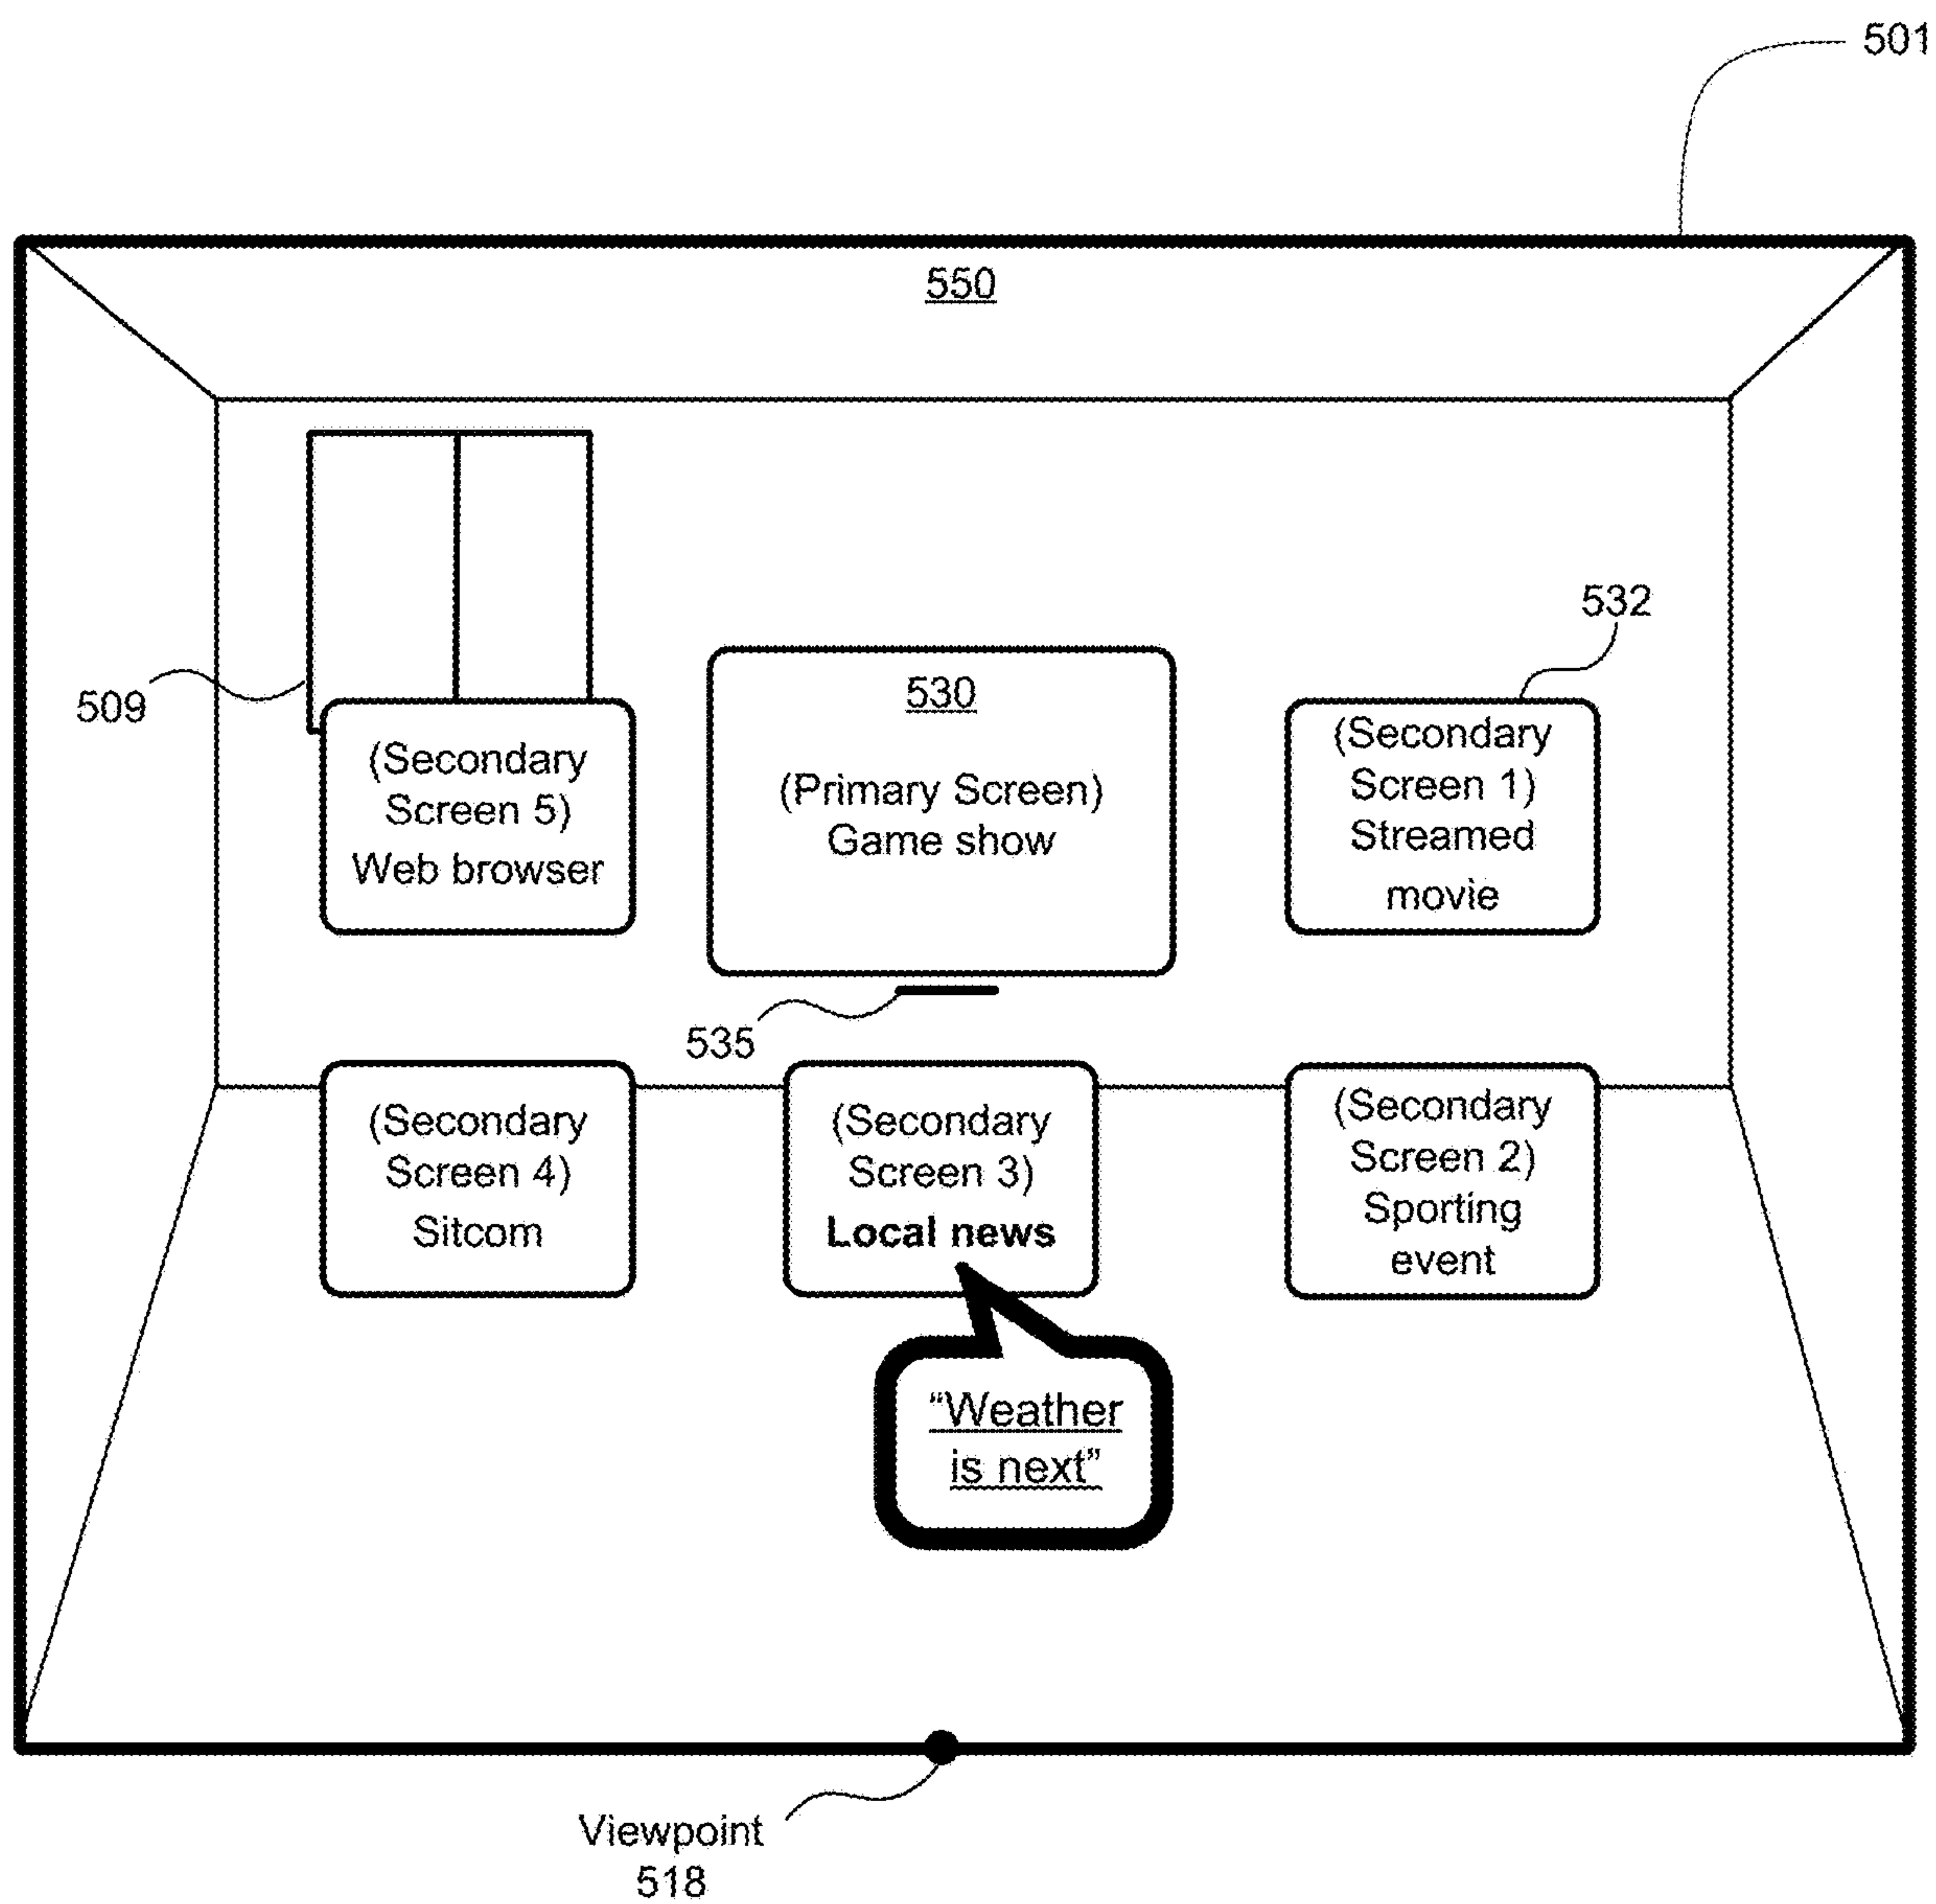 501
550
532
509
(Secondary
Screen 5)
Web browser
530
(Primary Screen)
Game show
(Secondary
Screen 1)
Streamed
movie
535
(Secondary
Screen 4)
Sitcom
(Secondary
Screen 3)
Local news
(Secondary
Screen 2)
Sporting
event
“Weather
is next”
Viewpoint
518